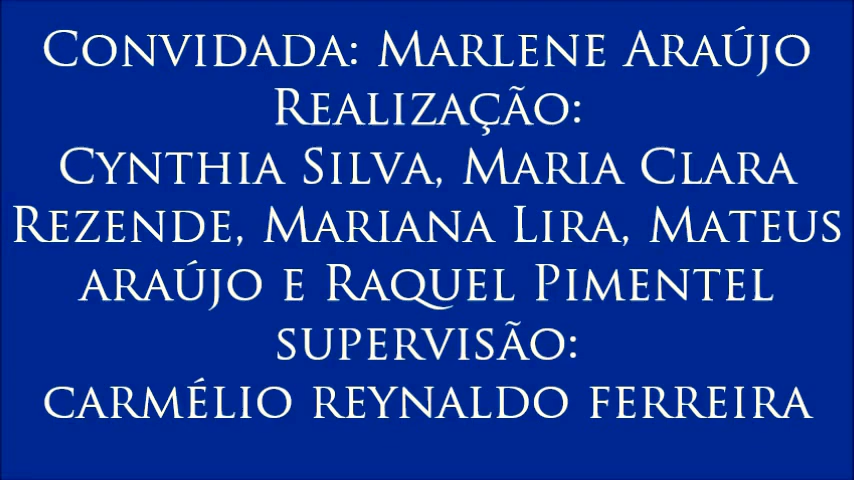 Convidada: Marlene Araújo
Realização:
Cynthia Silva, Maria Clara
Rezende, Mariana Lira, Mateus
araújo e Raquel Pimentel
supervisão:
carmélio reynaldo ferreira